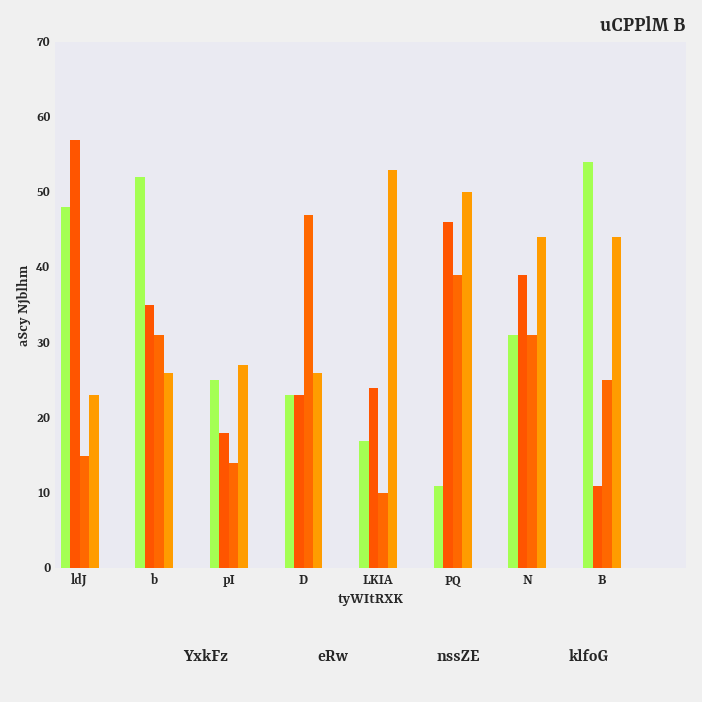 uCPPlM B
70
60
50
40
30
20
10
0
aScy Njblhm
ldJ b pI D LKIA PQ N B
tyWItRXK
YxkFz eRw nssZE klfoG